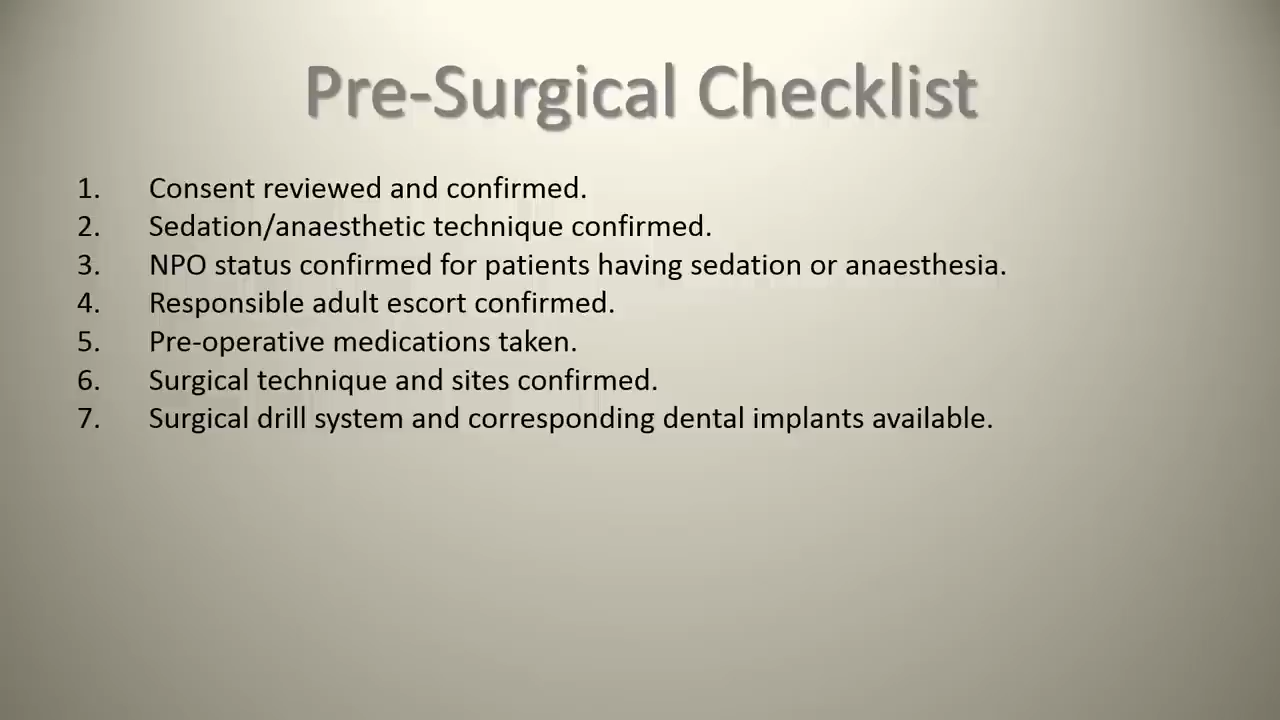 Pre-Surgical Checklist
1. Consent reviewed and confirmed.
2. Sedation/anaesthetic technique confirmed.
3. NPO status confirmed for patients having sedation or anaesthesia.
4. Responsible adult escort confirmed.
5. Pre-operative medications taken.
6. Surgical technique and sites confirmed.
7. Surgical drill system and corresponding dental implants available.